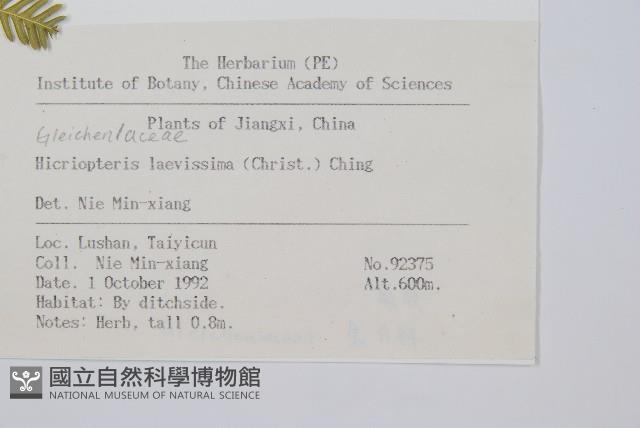 The Herbarium (PE)
Institute of Botany, Chinese Academy of Sciences
Plants of Jiangxi, China
Gleicheniaceae
Hicriopteris laevissima (Christ.) Ching
Det. Nie Min-xiang
Loc. Lushan, Taiyicun
Coll. Nie Min-xiang No.92375
Date. 1 October 1992 Alt.600m.
Habitat: By ditchside.
Notes: Herb, tall 0.8m.
國立自然科學博物館
NATIONAL MUSEUM OF NATURAL SCIENCE